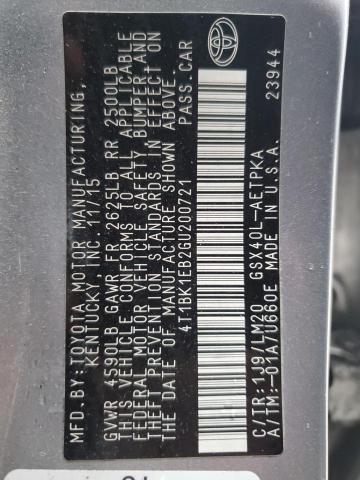 MFD. BY: TOYOTA MOTOR MANUFACTURING,
KENTUCKY, INC. 11/15
GVWR 4590LB GAWR FR 2625LB RR 2500LB
THIS VEHICLE CONFORMS TO ALL APPLICABLE
FEDERAL MOTOR VEHICLE SAFETY, BUMPER, AND
THEFT PREVENTION STANDARDS IN EFFECT ON
THE DATE OF MANUFACTURE SHOWN ABOVE.
4T1BK1EB2GU200721 PASS.CAR
C/TR:1J9/LM20 GSX40L-AETPKA
A/TM:-01A/U660E MADE IN U.S.A. 23944